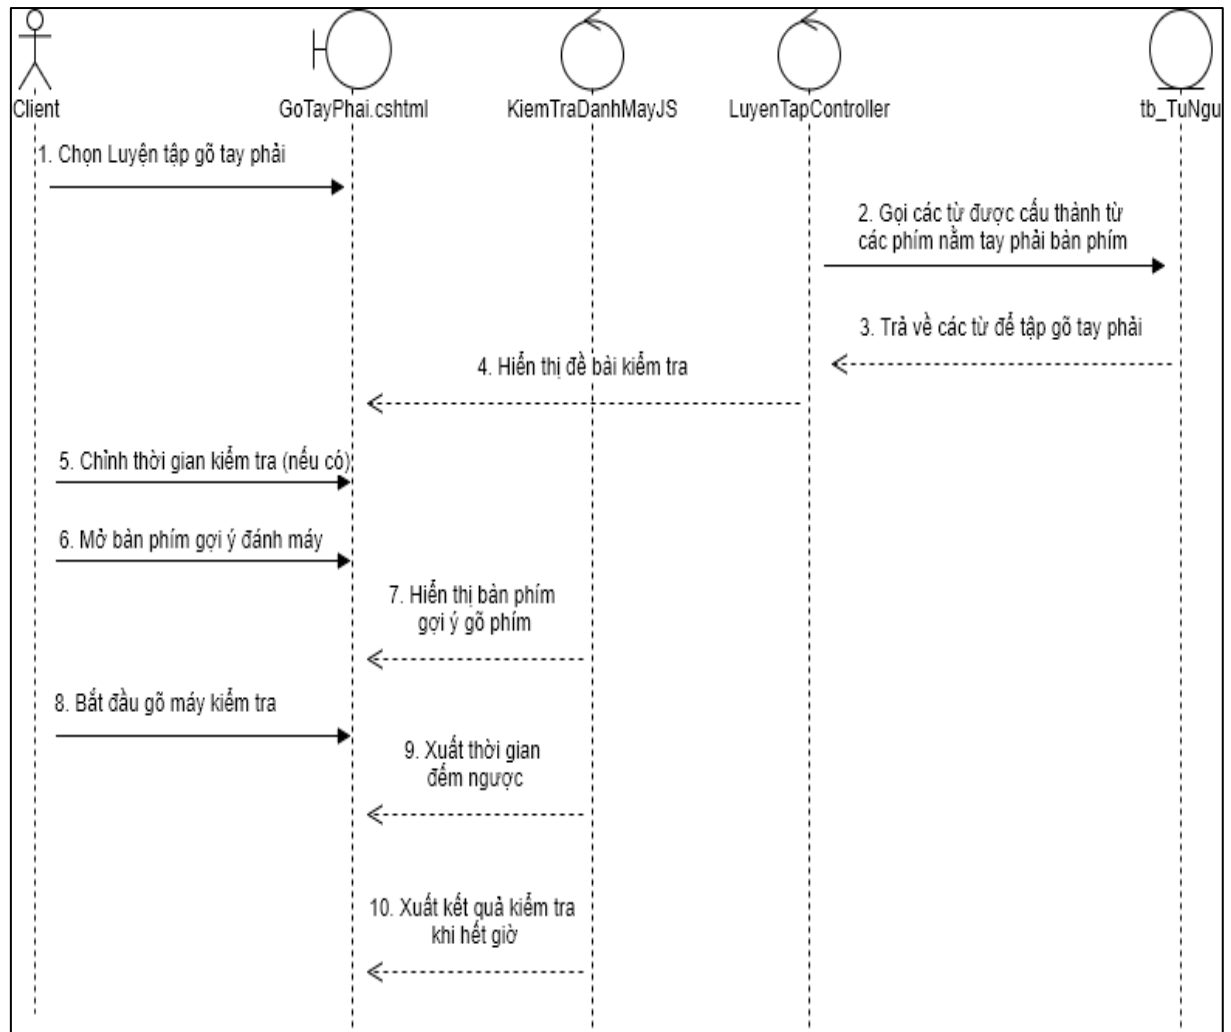 Client
GoTayPhai.cshtml
KiemTraDanhMayJS
LuyenTapController
tb_TuNgu
1. Chọn Luyện tập gõ tay phải
2. Gọi các từ được cấu thành từ
các phím nằm tay phải bàn phím
3. Trả về các từ để tập gõ tay phải
4. Hiển thị đề bài kiểm tra
5. Chỉnh thời gian kiểm tra (nếu có)
6. Mở bàn phím gợi ý đánh máy
7. Hiển thị bàn phím
gợi ý gõ phím
8. Bắt đầu gõ máy kiểm tra
9. Xuất thời gian
đếm ngược
10. Xuất kết quả kiểm tra
khi hết giờ